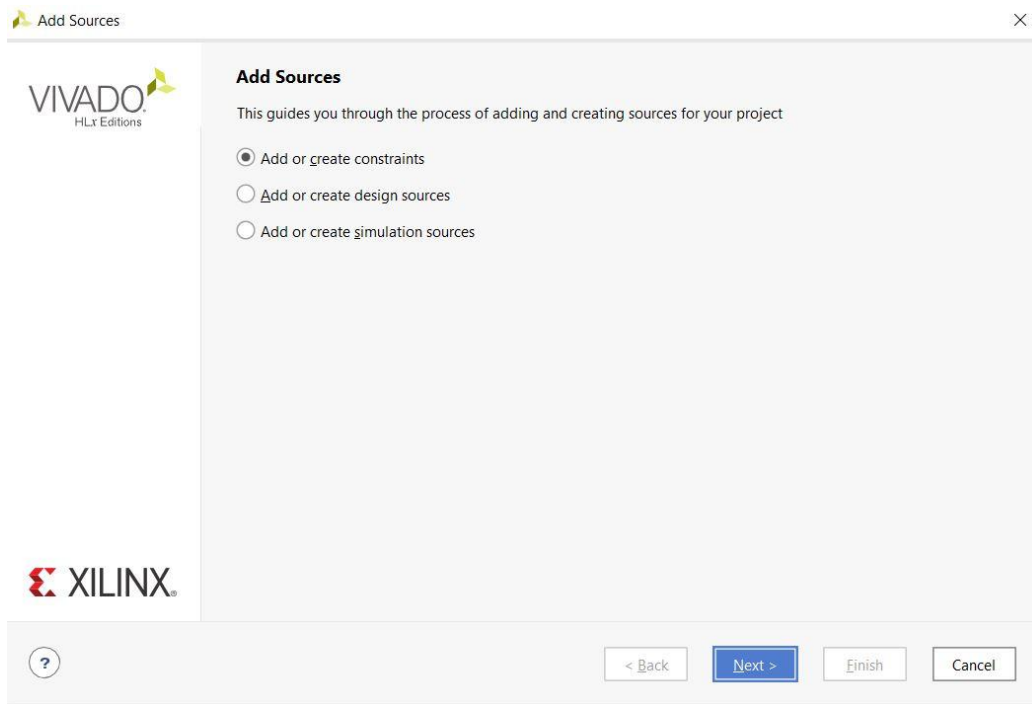 Add Sources
VIVADO.
HLx Editions
Add Sources
This guides you through the process of adding and creating sources for your project
Add or create constraints
Add or create design sources
Add or create simulation sources
XILINX®
?
< Back
Next >
Finish
Cancel